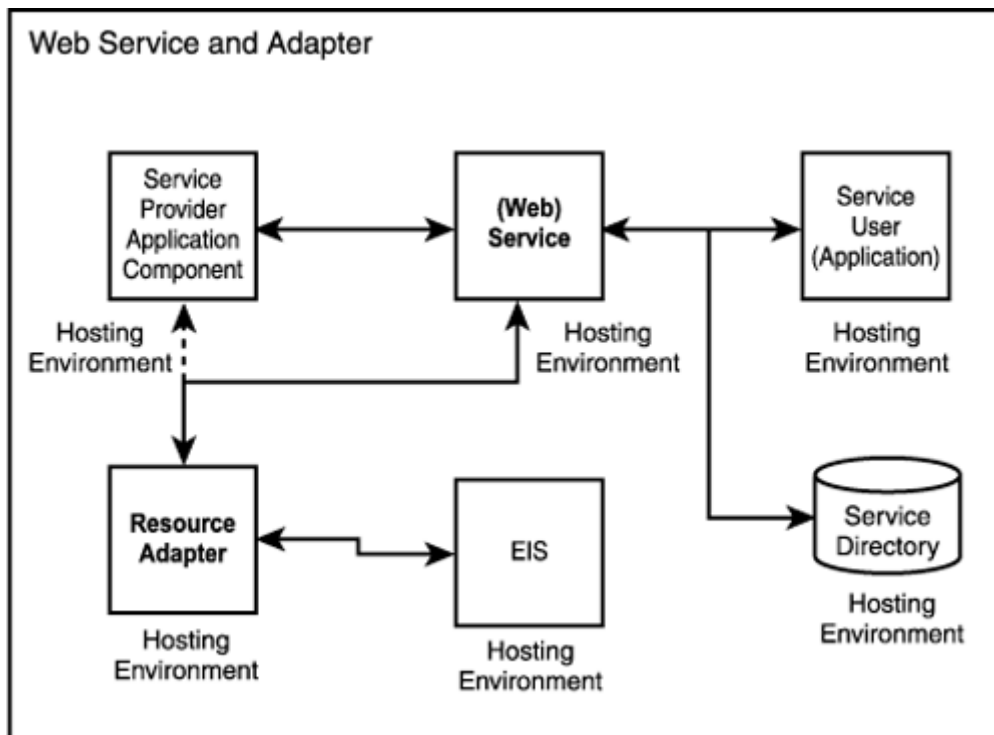 Web Service and Adapter
Service
Provider
Application
Component
(Web)
Service
Service
User
(Application)
Hosting
Environment
Hosting
Environment
Hosting
Environment
Resource
Adapter
EIS
Service
Directory
Hosting
Environment
Hosting
Environment
Hosting
Environment